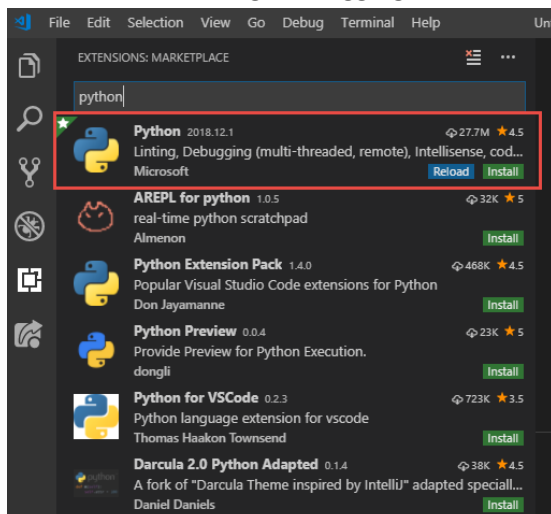 File Edit Selection View Go Debug Terminal Help Un
EXTENSIONS: MARKETPLACE
python
Python 2018.12.1 27.7M 4.5
Linting, Debugging (multi-threaded, remote), Intellisense, cod...
Microsoft Reload Install
AREPL for python 1.0.5 32K 5
real-time python scratchpad
Almenon Install
Python Extension Pack 1.4.0 468K 4.5
Popular Visual Studio Code extensions for Python
Don Jayamanne Install
Python Preview 0.0.4 23K 5
Provide Preview for Python Execution.
dongli Install
Python for VSCode 0.2.3 723K 3.5
Python language extension for vscode
Thomas Haakon Townsend Install
Darcula 2.0 Python Adapted 0.1.4 38K 4.5
python
A fork of "Darcula Theme inspired by IntelliJ" adapted speciall...
Daniel Daniels Install